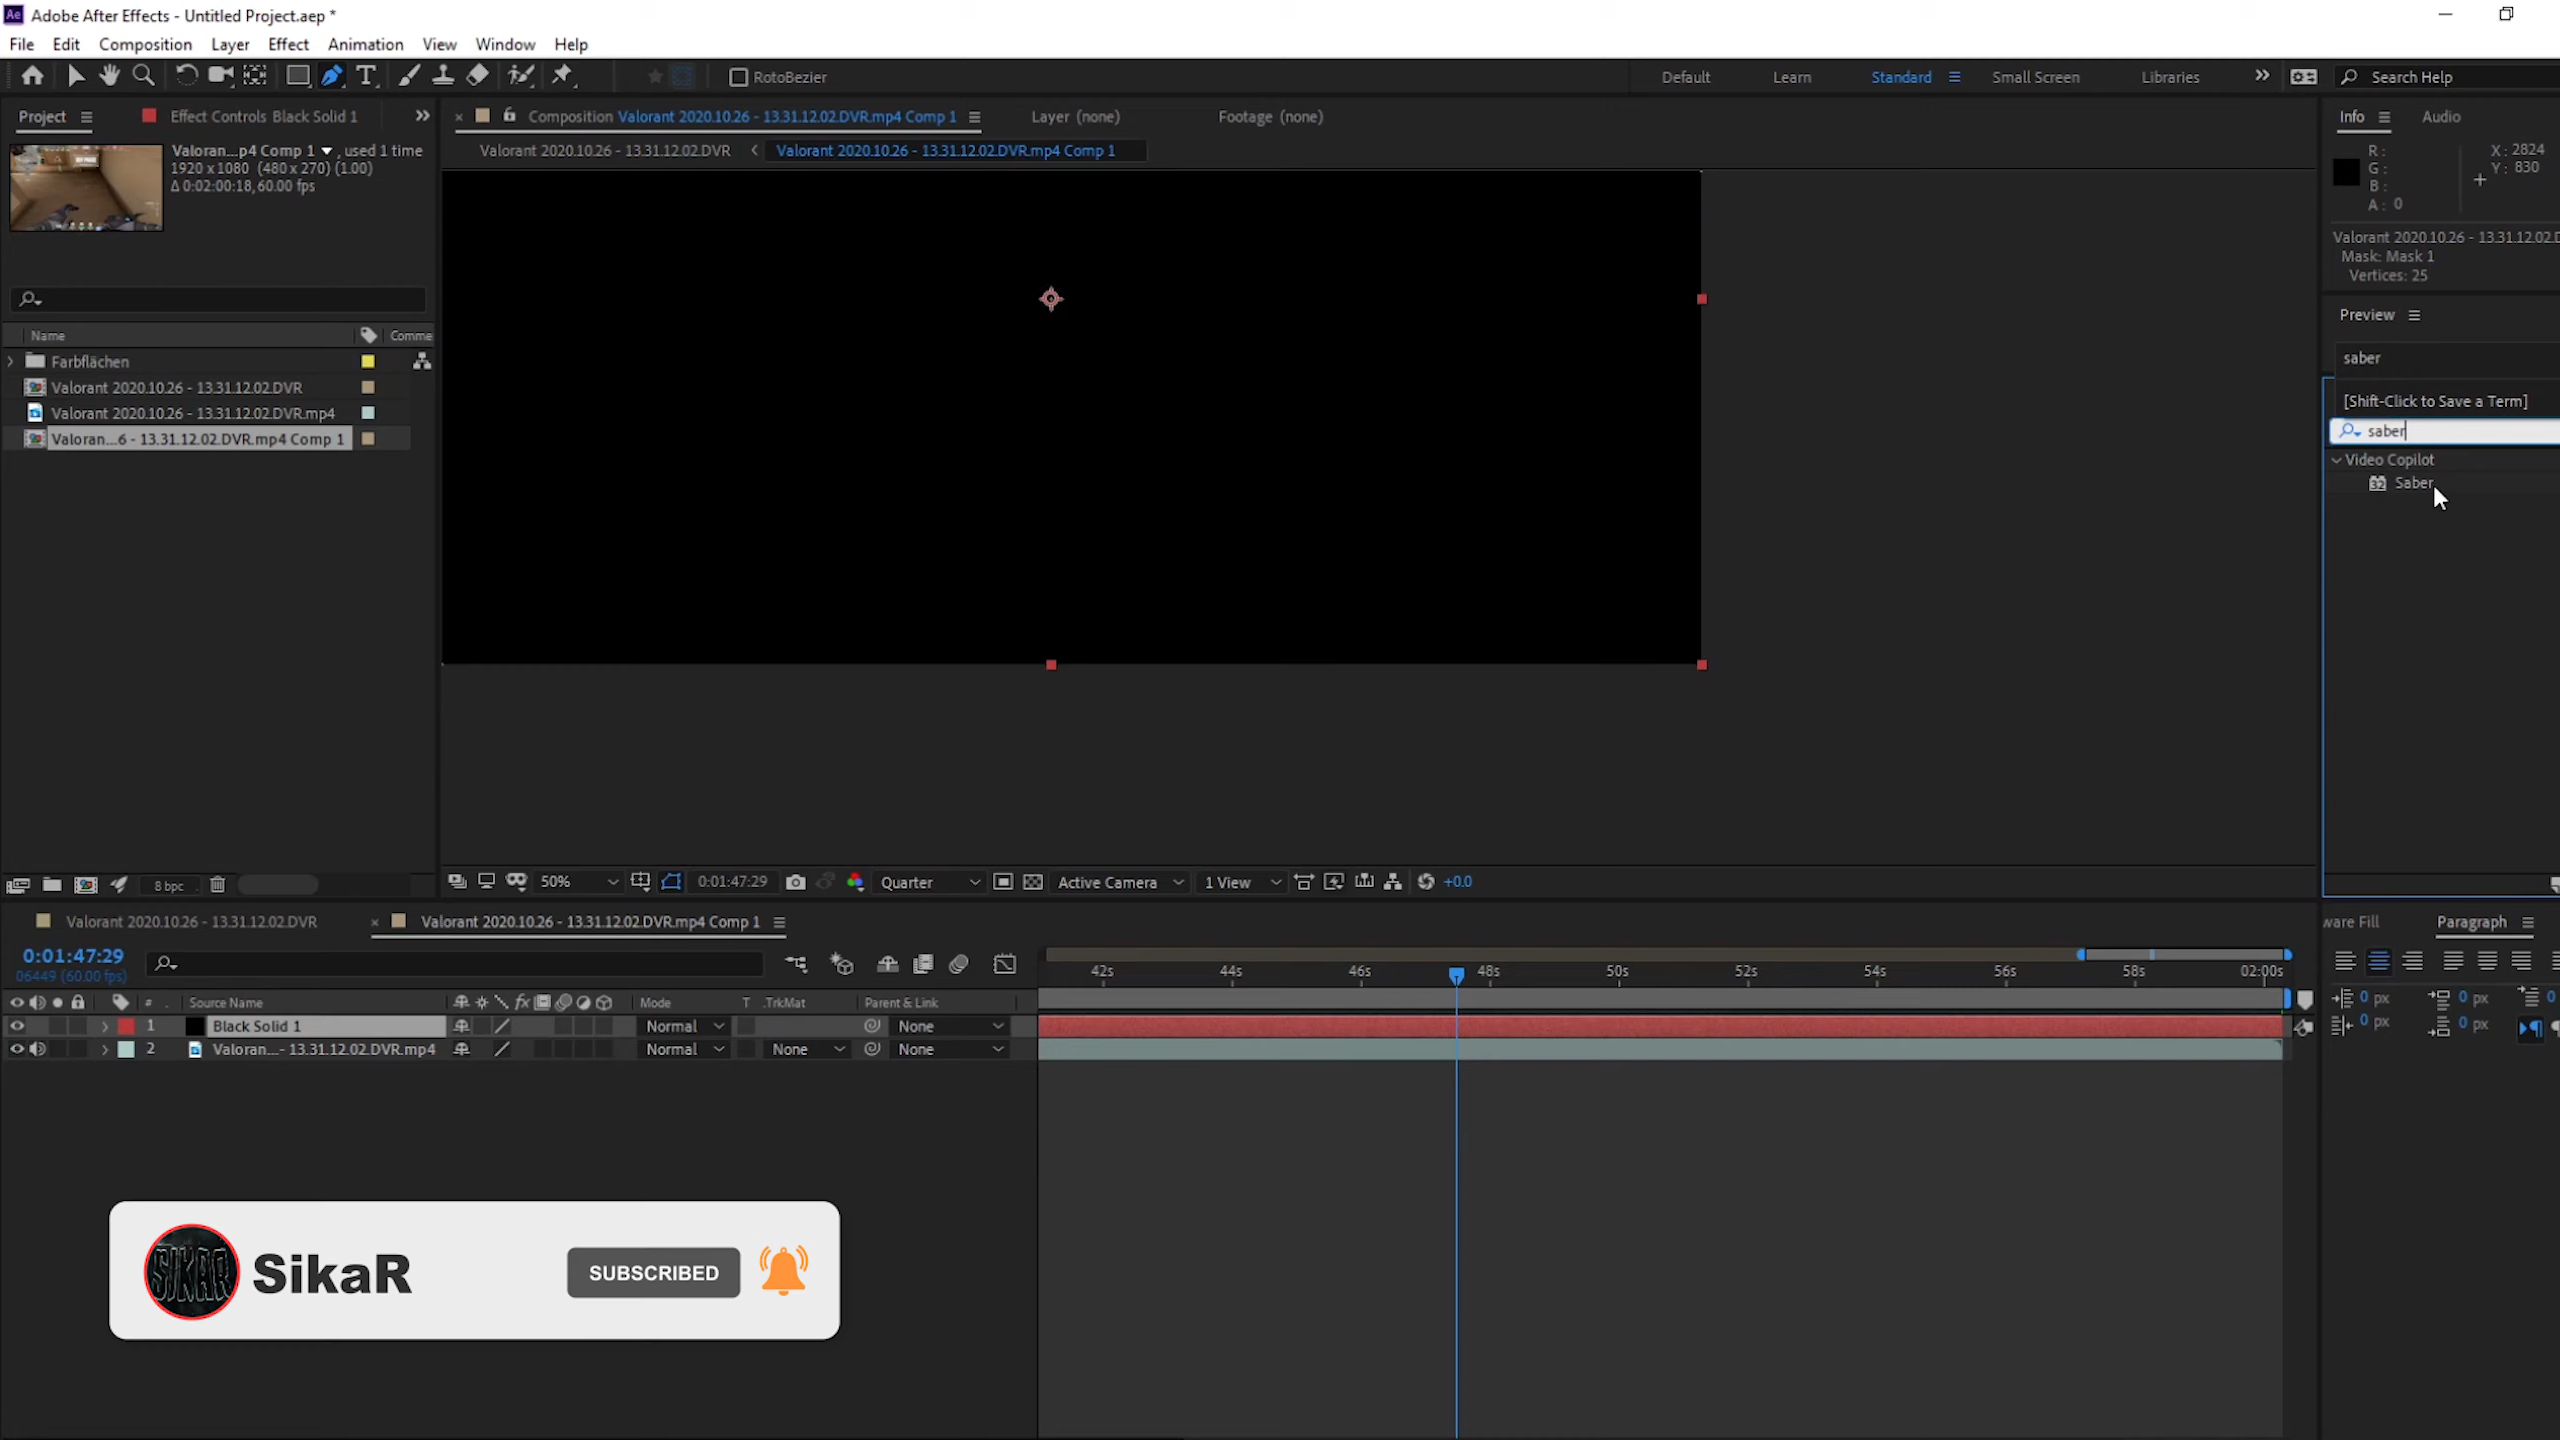 Adobe After Effects - Untitled Project.aep *
File Edit Composition Layer Effect Animation View Window Help
RotoBezier
Default Learn Standard Small Screen Libraries Search Help
Project Effect Controls Black Solid 1
Composition Valorant 2020.10.26 - 13.31.12.02.DVR.mp4 Comp 1 Layer (none) Footage (none)
Info Audio
Valorant 2020.10.26 - 13.31.12.02.DVR Valorant 2020.10.26 - 13.31.12.02.DVR.mp4 Comp 1
Valoran...p4 Comp 1 , used 1 time
1920 x 1080 (480 x 270) (1.00)
Δ 0:02:00:18, 60.00 fps
R :
G :
B :
A : 0
X : 2824
Y : 830
Valorant 2020.10.26 - 13.31.12.02.D
Mask: Mask 1
Vertices: 25
Preview
saber
[Shift-Click to Save a Term]
saber
Video Copilot
32 Saber
Name Comme
Farbflächen
Valorant 2020.10.26 - 13.31.12.02.DVR
Valorant 2020.10.26 - 13.31.12.02.DVR.mp4
Valoran...6 - 13.31.12.02.DVR.mp4 Comp 1
8 bpc
50% 0:01:47:29 Quarter Active Camera 1 View +0.0
Valorant 2020.10.26 - 13.31.12.02.DVR Valorant 2020.10.26 - 13.31.12.02.DVR.mp4 Comp 1
ware Fill Paragraph
0:01:47:29
06449 (60.00 fps)
42s 44s 46s 48s 50s 52s 54s 56s 58s 02:00s
# Source Name fx Mode T .TrkMat Parent & Link
1 Black Solid 1 Normal None
2 Valoran...- 13.31.12.02.DVR.mp4 Normal None None
0 px 0 px 0
0 px 0 px
SIKAR
SikaR
SUBSCRIBED